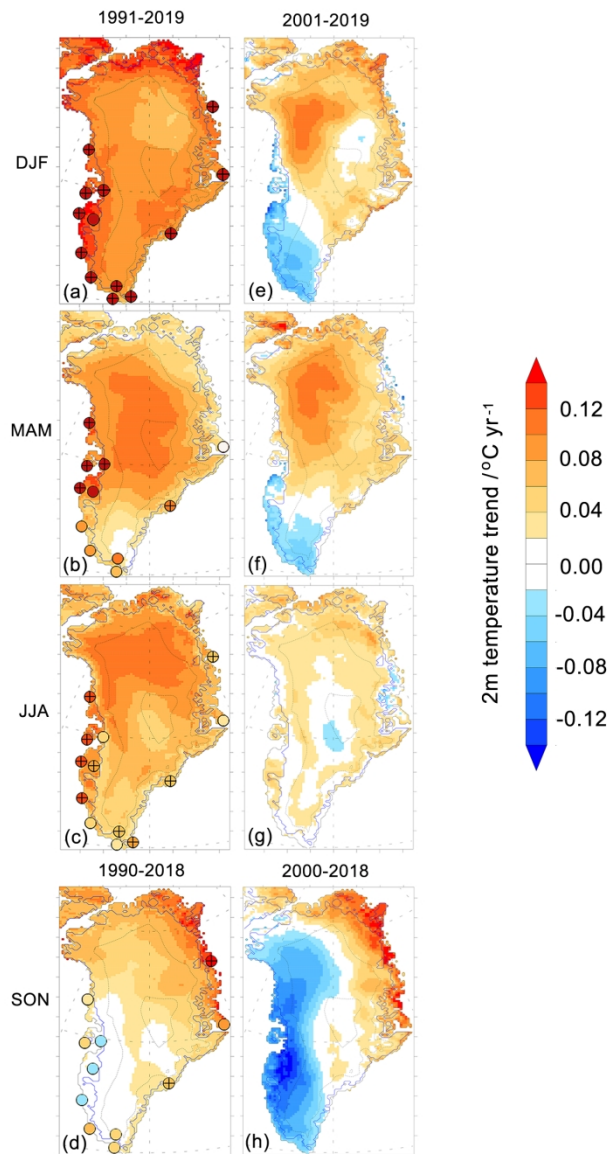 1991-2019
2001-2019
DJF
(a)
(e)
MAM
(b)
(f)
JJA
(c)
(g)
1990-2018
2000-2018
SON
(d)
(h)
0.12
0.08
0.04
0.00
-0.04
-0.08
-0.12
2m temperature trend / °C yr⁻¹